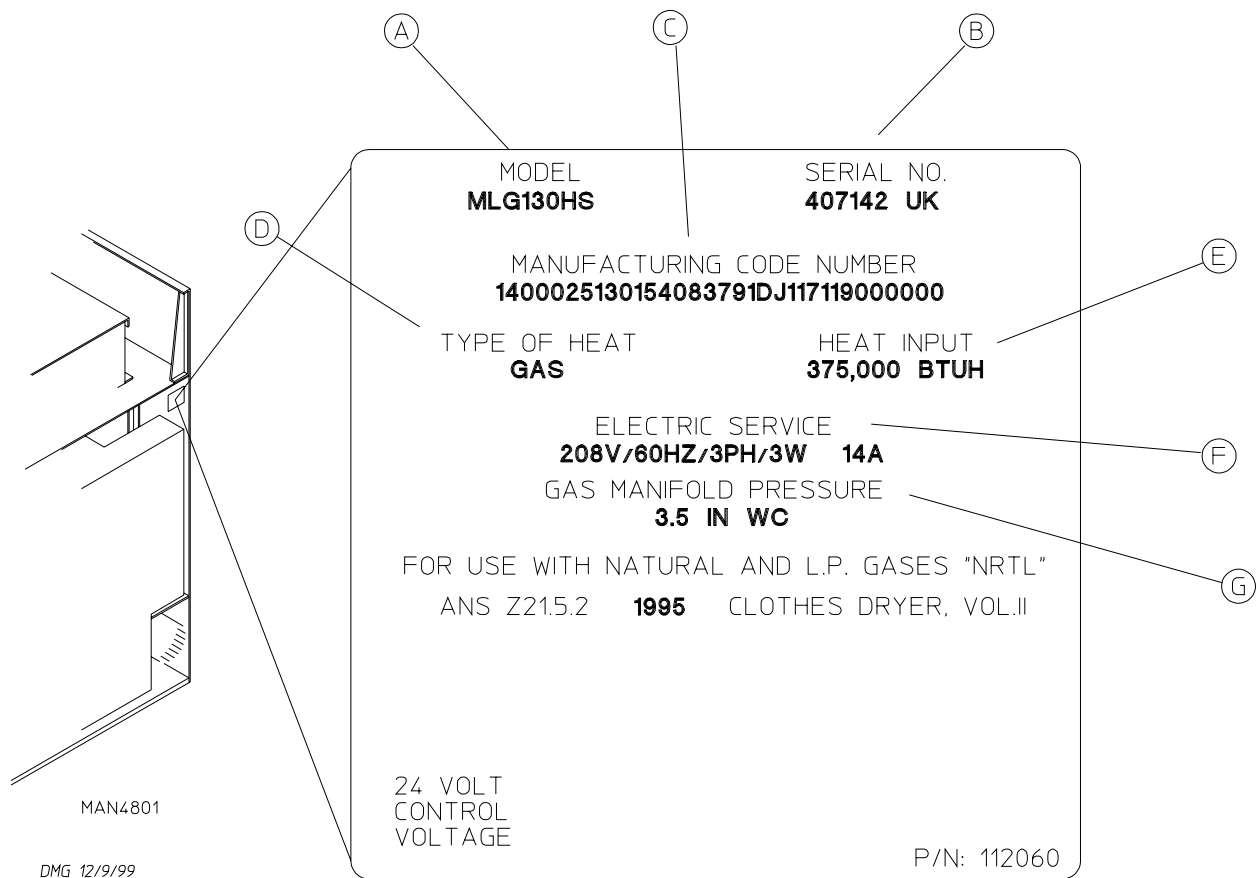 A
C
B
MODEL
MLG130HS
SERIAL NO.
407142 UK
D
MANUFACTURING CODE NUMBER
1400025130154083791DJ117119000000
E
TYPE OF HEAT
GAS
HEAT INPUT
375,000 BTUH
ELECTRIC SERVICE
208V/60HZ/3PH/3W 14A
F
GAS MANIFOLD PRESSURE
3.5 IN WC
FOR USE WITH NATURAL AND L.P. GASES "NRTL"
G
ANS Z21.5.2 1995 CLOTHES DRYER, VOL.II
24 VOLT
CONTROL
VOLTAGE
P/N: 112060
MAN4801
DMG 12/9/99